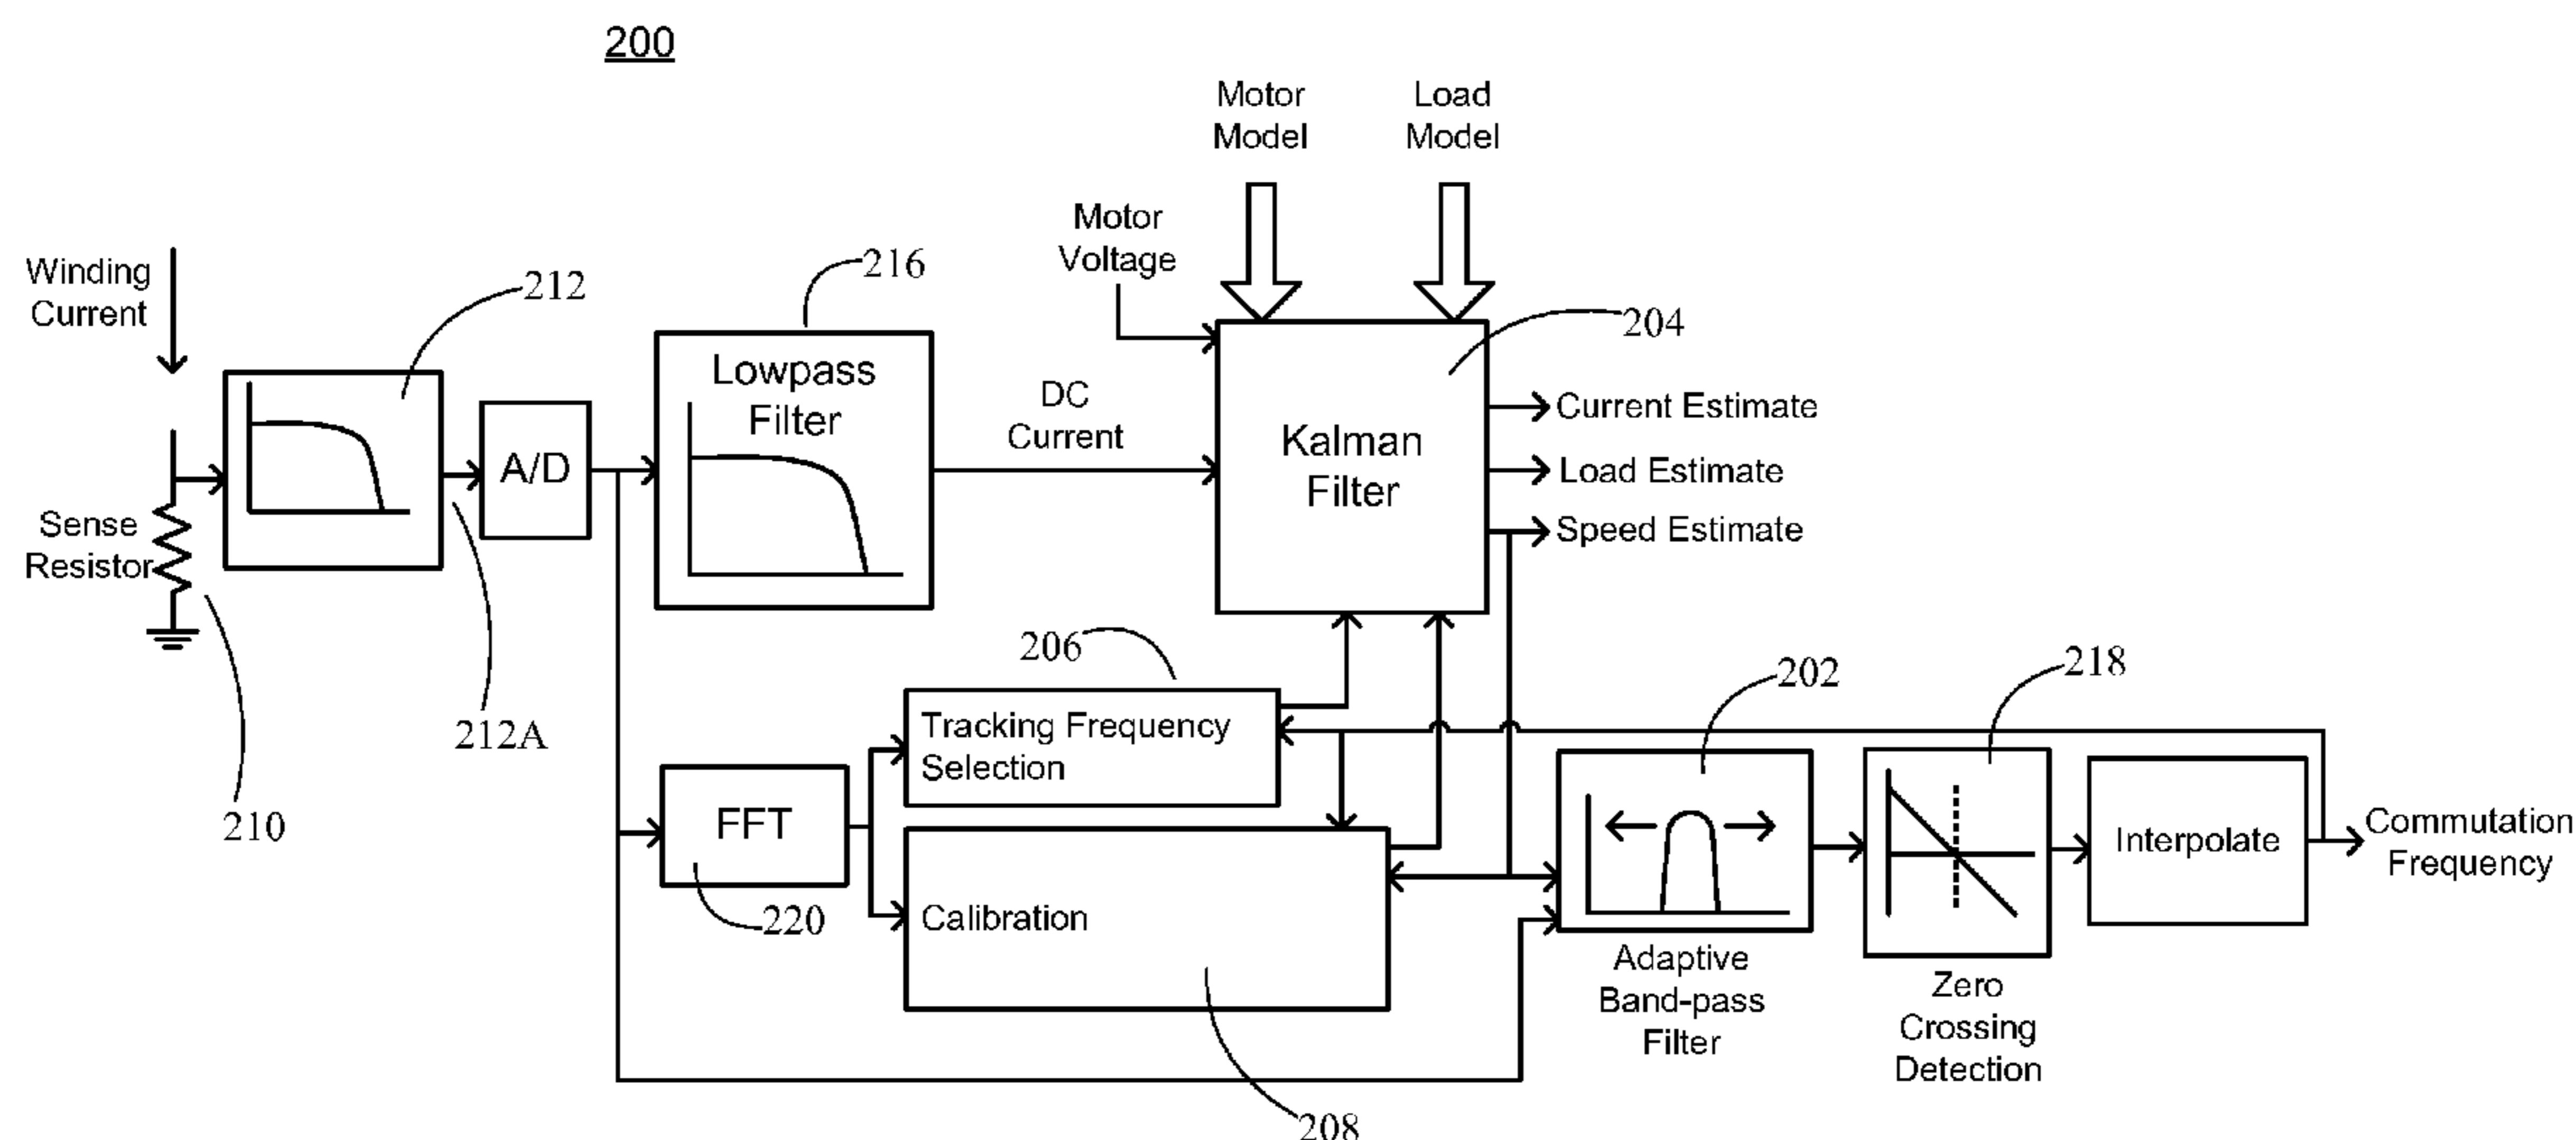 200
Motor
Model
Load
Model
Motor
Voltage
Winding
Current
212
216
204
Lowpass
Filter
DC
Current
Kalman
Filter
Current Estimate
Load Estimate
Speed Estimate
A/D
Sense
Resistor
210
212A
206
202
218
Tracking Frequency
Selection
FFT
220
Calibration
208
Adaptive
Band-pass
Filter
Zero
Crossing
Detection
Interpolate
Commutation
Frequency